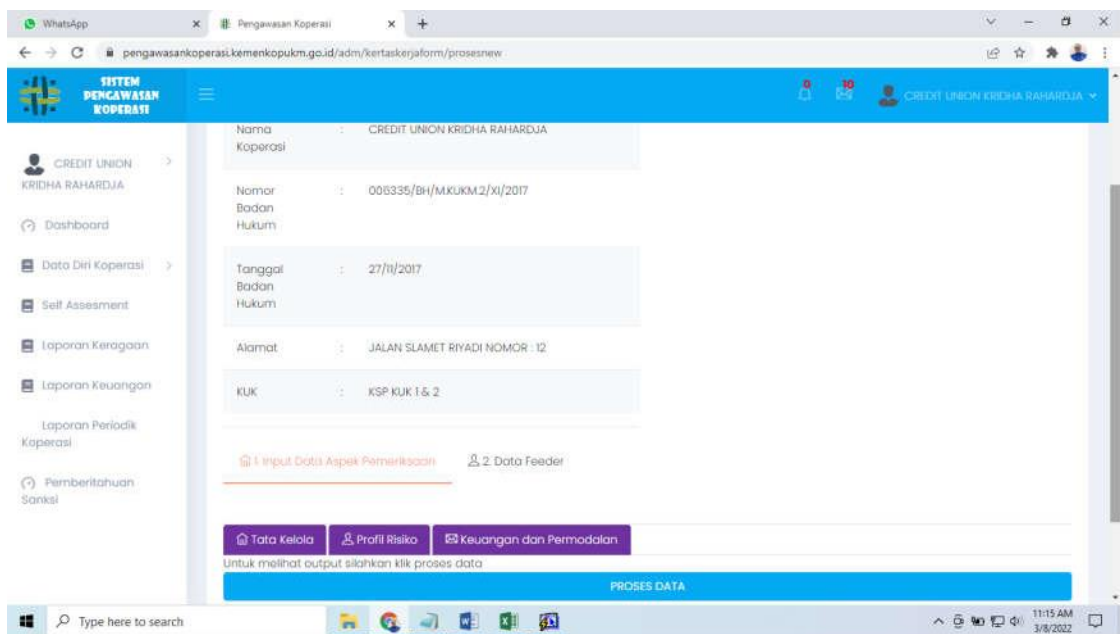 WhatsApp
Pengawasan Koperasi
pengawasankoperasi.kemenkopukm.go.id/adm/kertaskerjaform/prosesnew
SISTEM
PENGAWASAN
KOPERASI
0
10
CREDIT UNION KRIDHA RAHARDJA
CREDIT UNION
KRIDHA RAHARDJA
Dashboard
Data Diri Koperasi
Self Assesment
Laporan Keragaan
Laporan Keuangan
Laporan Periodik
Koperasi
Pemberitahuan
Sanksi
Nama
Koperasi
: CREDIT UNION KRIDHA RAHARDJA
Nomor
Badan
Hukum
: 006335/BH/M.KUKM.2/XI/2017
Tanggal
Badan
Hukum
: 27/11/2017
Alamat : JALAN SLAMET RIYADI NOMOR : 12
KUK : KSP KUK 1 & 2
1. Input Data Aspek Pemeriksaan
2. Data Feeder
Tata Kelola
Profil Risiko
Keuangan dan Permodalan
Untuk melihat output silahkan klik proses data
PROSES DATA
Type here to search
11:15 AM
3/8/2022